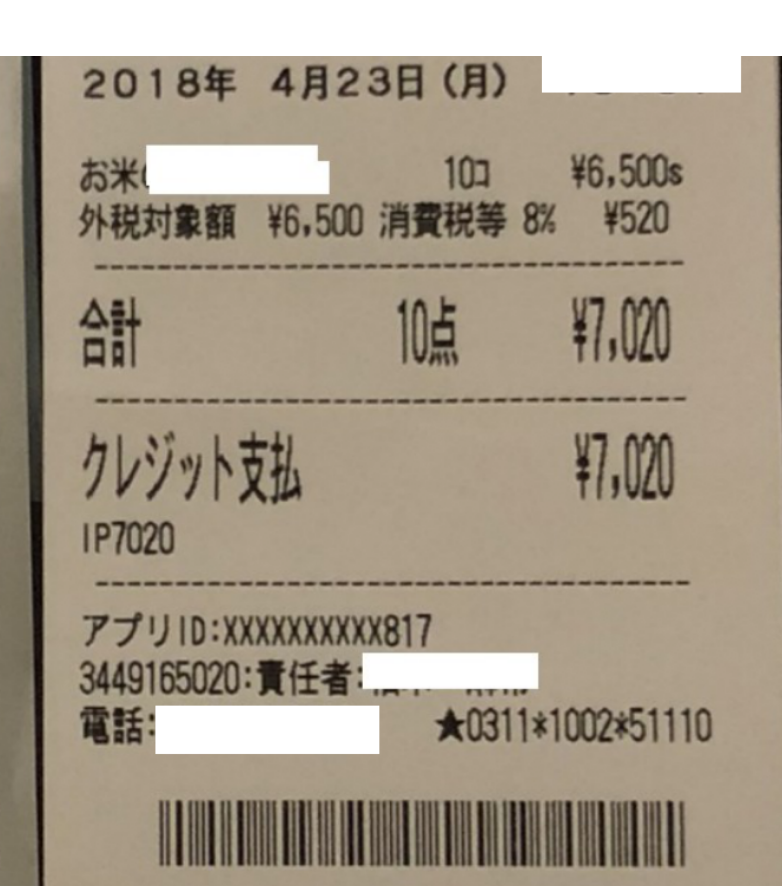 2018年 4月23日(月)
お米 10コ ¥6,500s
外税対象額 ¥6,500 消費税等 8% ¥520
合計 10点 ¥7,020
クレジット支払 ¥7,020
IP7020
アプリID:XXXXXXXXXX817
3449165020:責任者:
電話: ★0311*1002*51110